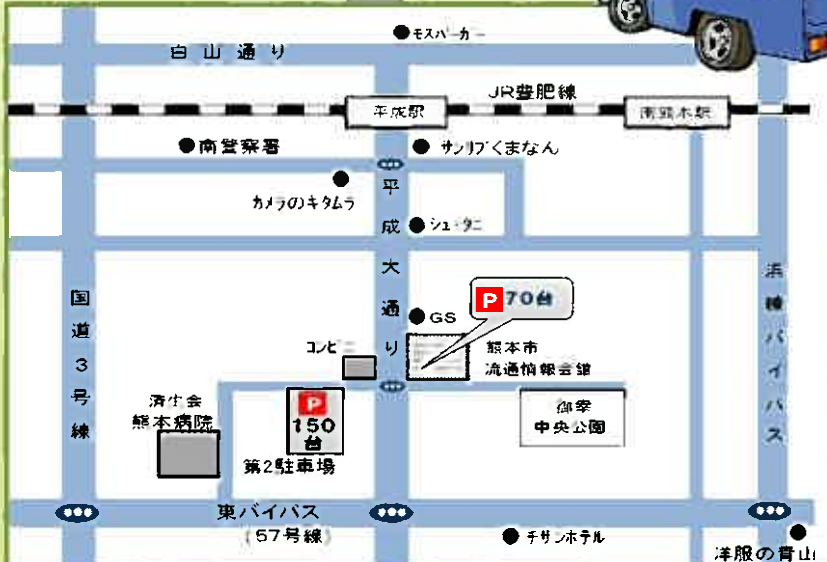 モスバーガー
白山通り
JR豊肥線
平成駅
南熊本駅
南警察署
サンリブくまなん
カメラのキタムラ
平成大通り
シュータニ
浜線バイパス
国道3号線
P 70台
GS
コンビニ
熊本市
流通情報会館
済生会
熊本病院
P
150
台
第2駐車場
御幸
中央公園
東バイパス
(57号線)
チサンホテル
洋服の青山